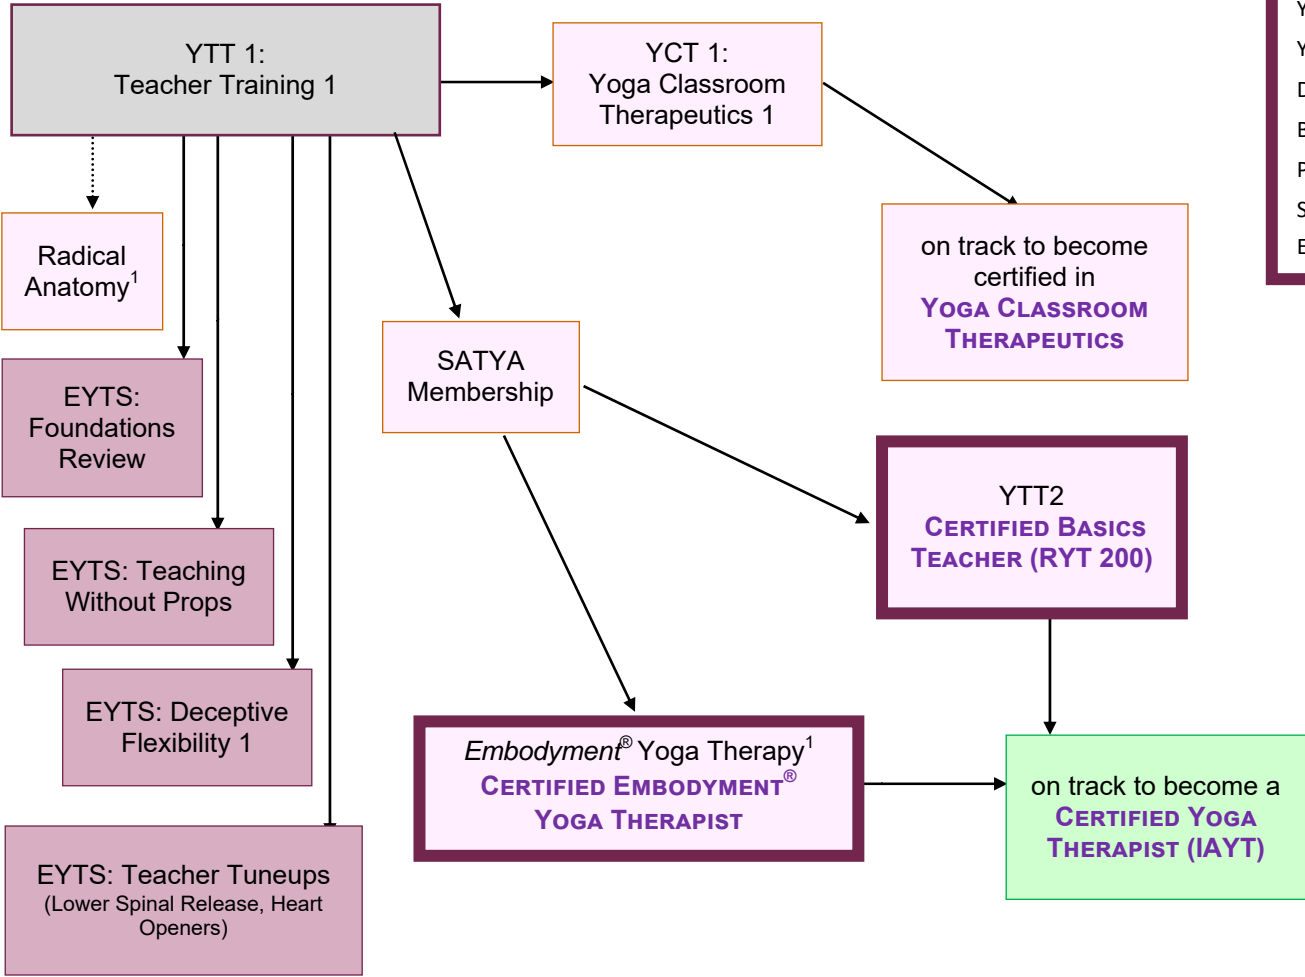 YTT 1:
Teacher Training 1
YCT 1:
Yoga Classroom
Therapeutics 1
Radical
Anatomy¹
on track to become
certified in
YOGA CLASSROOM
THERAPEUTICS
SATYA
Membership
EYTS:
Foundations
Review
YTT2
CERTIFIED BASICS
TEACHER (RYT 200)
EYTS: Teaching
Without Props
EYTS: Deceptive
Flexibility 1
Embodyment® Yoga Therapy¹
CERTIFIED EMBODYMENT®
YOGA THERAPIST
on track to become a
CERTIFIED YOGA
THERAPIST (IAYT)
EYTS: Teacher Tuneups
(Lower Spinal Release, Heart
Openers)